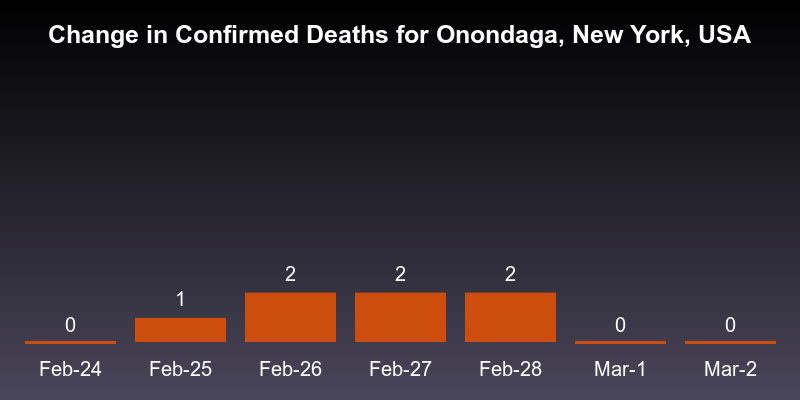 Change in Confirmed Deaths for Onondaga, New York, USA
0 1 2 2 2 0 0
Feb-24 Feb-25 Feb-26 Feb-27 Feb-28 Mar-1 Mar-2